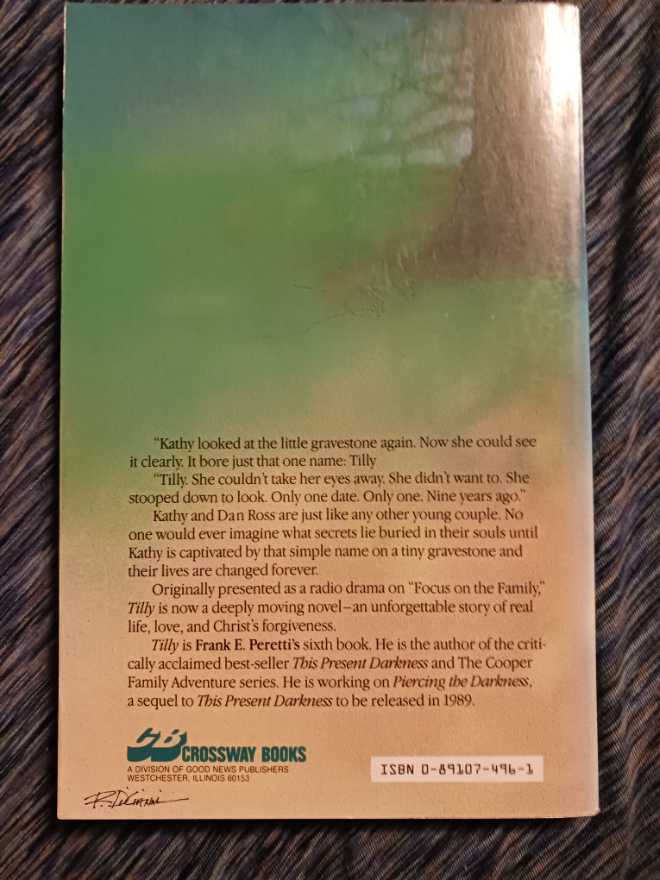 "Kathy looked at the little gravestone again. Now she could see
it clearly. It bore just that one name: Tilly
"Tilly. She couldn't take her eyes away. She didn't want to. She
stooped down to look. Only one date. Only one. Nine years ago."
Kathy and Dan Ross are just like any other young couple. No
one would ever imagine what secrets lie buried in their souls until
Kathy is captivated by that simple name on a tiny gravestone and
their lives are changed forever.
Originally presented as a radio drama on "Focus on the Family,"
Tilly is now a deeply moving novel—an unforgettable story of real
life, love, and Christ's forgiveness.
Tilly is Frank E. Peretti's sixth book. He is the author of the criti-
cally acclaimed best-seller This Present Darkness and The Cooper
Family Adventure series. He is working on Piercing the Darkness,
a sequel to This Present Darkness to be released in 1989.
CB CROSSWAY BOOKS
A DIVISION OF GOOD NEWS PUBLISHERS
WESTCHESTER, ILLINOIS 60153
ISBN 0-89107-496-1